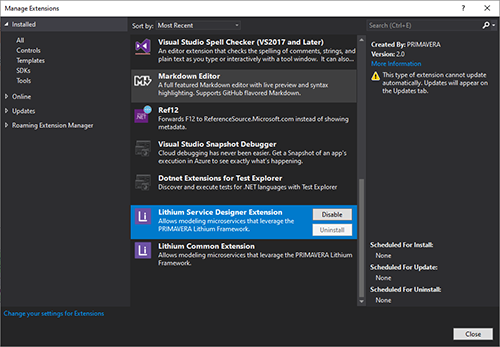 Manage Extensions
? ×
Installed
Sort by: Most Recent
Search (Ctrl+E)
All
Controls
Templates
SDKs
Tools
Online
Updates
Roaming Extension Manager
Visual Studio Spell Checker (VS2017 and Later)
An editor extension that checks the spelling of comments, strings, and
plain text as you type or interactively with a tool window. It can also...
Markdown Editor
A full featured Markdown editor with live preview and syntax
highlighting. Supports GitHub flavored Markdown.
Ref12
Forwards F12 to ReferenceSource.Microsoft.com instead of showing
metadata.
Visual Studio Snapshot Debugger
Cloud debugging has never been easier. Get a Snapshot of an app's
execution in Azure to see exactly what's happening.
Dotnet Extensions for Test Explorer
Discover and execute tests for .NET languages with Test Explorer
Lithium Service Designer Extension
Allows modeling microservices that leverage the
PRIMAVERA Lithium Framework.
Disable
Uninstall
Lithium Common Extension
Allows modeling microservices that leverage the PRIMAVERA Lithium
Framework.
Created By: PRIMAVERA
Version: 2.0
More Information
This type of extension cannot update
automatically. Updates will appear on
the Updates tab.
Scheduled For Install:
None
Scheduled For Update:
None
Scheduled For Uninstall:
None
Change your settings for Extensions
Close